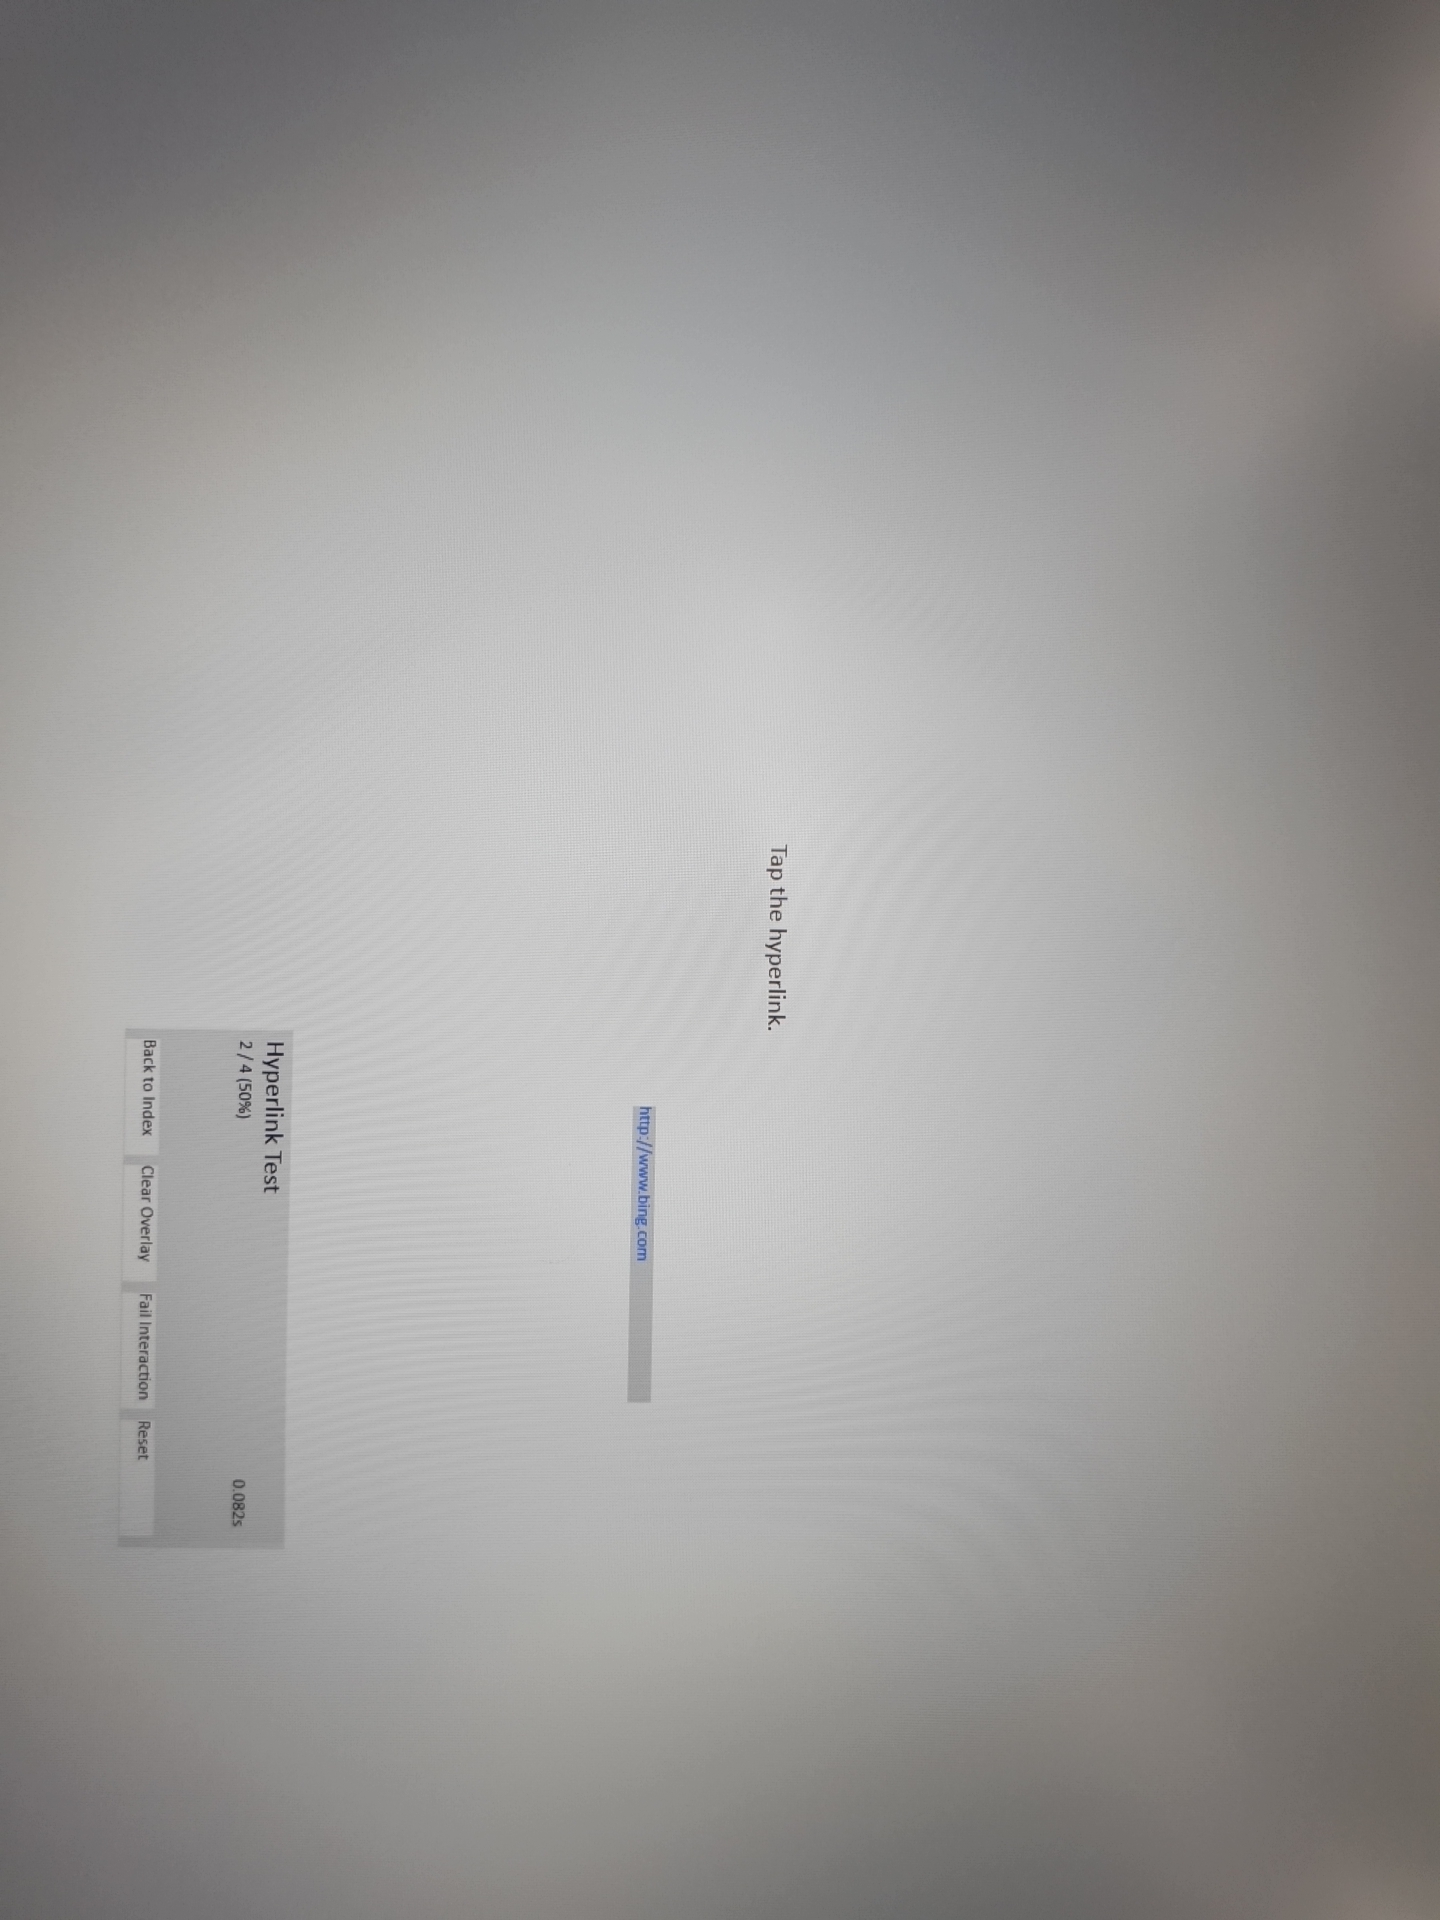 Tap the hyperlink.
http://www.bing.com
Hyperlink Test
2 / 4 (50%)
0.082s
Back to Index
Clear Overlay
Fail Interaction
Reset